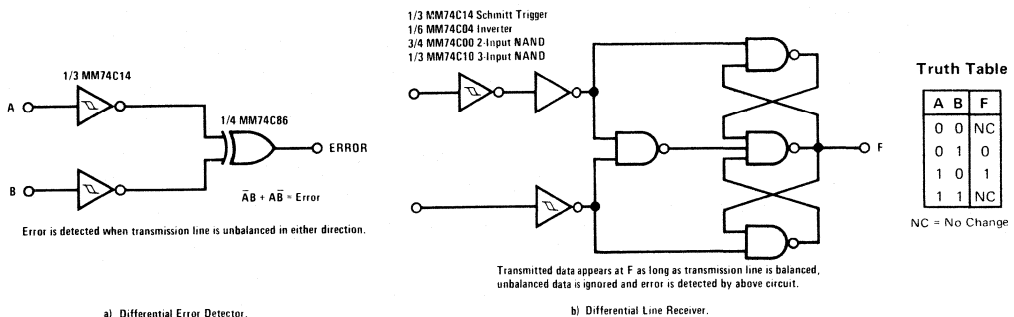 1/3 MM74C14
A
B
1/4 MM74C86
ERROR
ĀB + AB̄ = Error
Error is detected when transmission line is unbalanced in either direction.
a) Differential Error Detector.
1/3 MM74C14 Schmitt Trigger
1/6 MM74C04 Inverter
3/4 MM74C00 2-Input NAND
1/3 MM74C10 3-Input NAND
F
Transmitted data appears at F as long as transmission line is balanced,
unbalanced data is ignored and error is detected by above circuit.
b) Differential Line Receiver.
Truth Table
A B F
0 0 NC
0 1 0
1 0 1
1 1 NC
NC = No Change